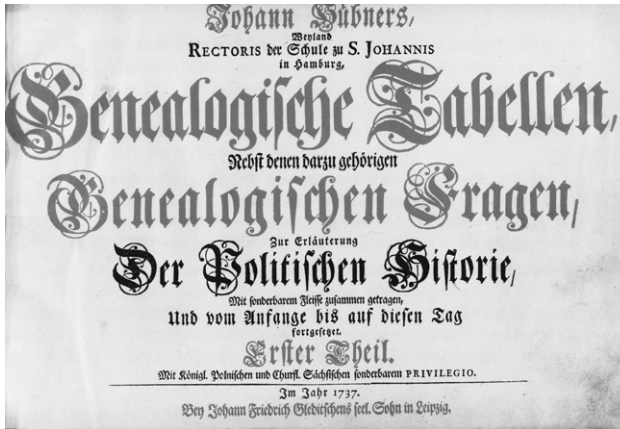 Johann Hübners,
Weyland
RECTORIS der Schule zu S. JOHANNIS
in Hamburg,
Genealogische Tabellen,
Nebst denen darzu gehörigen
Genealogischen Fragen,
Zur Erläuterung
Der Politischen Historie,
Mit sonderbarem Fleisse zusammen getragen,
Und vom Anfange bis auf diesen Tag
fortgesetzet.
Erster Theil.
Mit Königl. Polnischen und Churfl. Sächsischen sonderbarem PRIVILEGIO.
Im Jahr 1737.
Bey Johann Friedrich Gleditschens seel. Sohn in Leipzig.